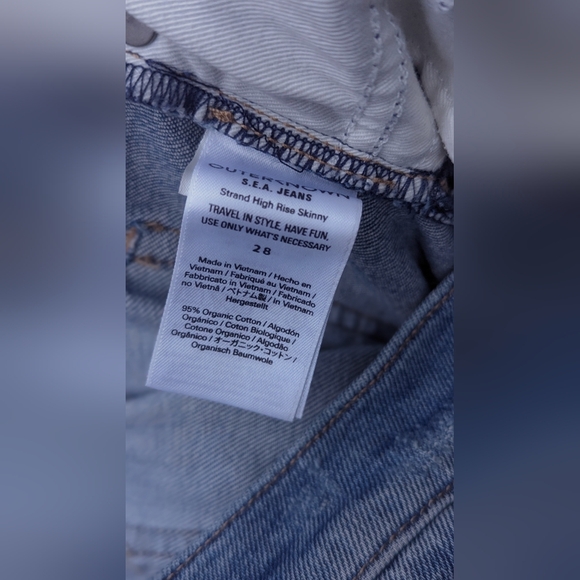 OUTERKNOWN
S.E.A. JEANS
Strand High Rise Skinny
TRAVEL IN STYLE, HAVE FUN,
USE ONLY WHAT'S NECESSARY
28
Made in Vietnam / Hecho en
Vietnam / Fabriqué au Vietnam /
Fabbricato in Vietnam / Fabricado
no Vietnã / ベトナム製 / in Vietnam
Hergestellt
95% Organic Cotton / Algodón
Orgánico / Coton Biologique /
Cotone Organico / Algodão
Orgânico / オーガニック・コットン /
Organisch Baumwolle